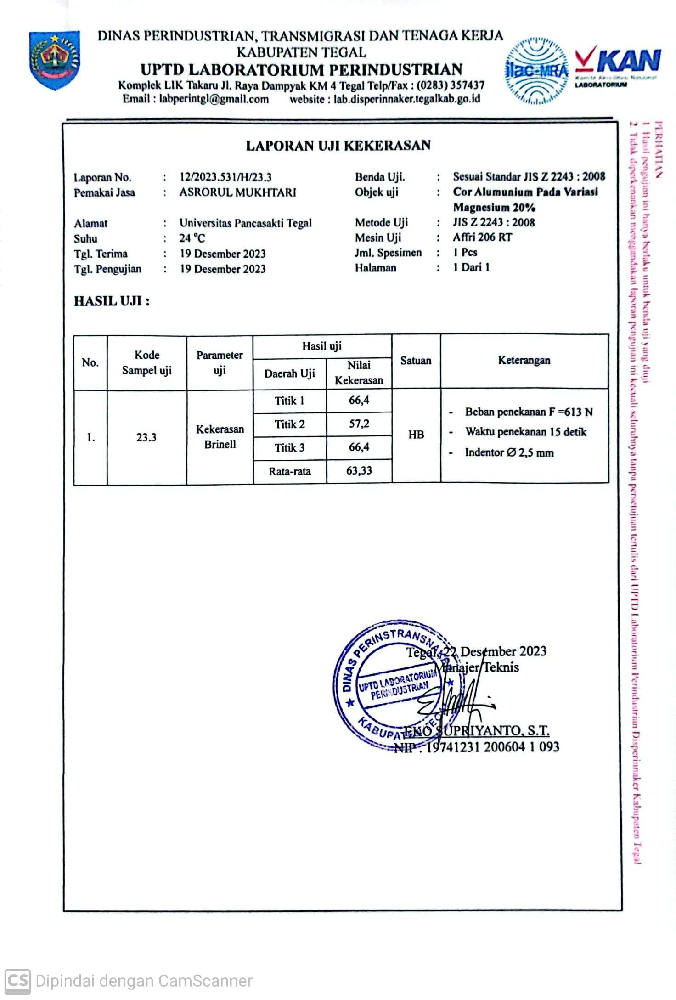 DINAS PERINDUSTRIAN, TRANSMIGRASI DAN TENAGA KERJA
KABUPATEN TEGAL
UPTD LABORATORIUM PERINDUSTRIAN
Komplek LIK Takaru Jl. Raya Dampyak KM 4 Tegal Telp/Fax : (0283) 357437
Email : labperintgl@gmail.com website : lab.disperinnaker.tegalkab.go.id
ilac-MRA
KAN
Komite Akreditasi Nasional
LABORATORIUM
LAPORAN UJI KEKERASAN
Laporan No. : 12/2023.531/H/23.3
Pemakai Jasa : ASRORUL MUKHTARI
Alamat : Universitas Pancasakti Tegal
Suhu : 24 °C
Tgl. Terima : 19 Desember 2023
Tgl. Pengujian : 19 Desember 2023
Benda Uji. : Sesuai Standar JIS Z 2243 : 2008
Objek uji : Cor Alumunium Pada Variasi
Magnesium 20%
Metode Uji : JIS Z 2243 : 2008
Mesin Uji : Affri 206 RT
Jml. Spesimen : 1 Pcs
Halaman : 1 Dari 1
HASIL UJI :
No. Kode Sampel uji Parameter uji Hasil uji Satuan Keterangan
Daerah Uji Nilai Kekerasan
1. 23.3 Kekerasan Brinell
Titik 1 66,4
Titik 2 57,2
Titik 3 66,4
Rata-rata 63,33
HB
- Beban penekanan F =613 N
- Waktu penekanan 15 detik
- Indentor Ø 2,5 mm
Tegal, 22 Desember 2023
Manajer Teknis
DINAS PERINSTRANSNAKER
UPTD LABORATORIUM
PERINDUSTRIAN
KABUPATEN TEGAL
EKO SUPRIYANTO, S.T.
NIP : 19741231 200604 1 093
PERHATIAN
1. Hasil pengujian ini hanya berlaku untuk benda uji yang diuji
2. Tidak diperkenankan menggandakan laporan pengujian ini kecuali seluruhnya tanpa persetujuan tertulis dari UPTD Laboratorium Perindustrian Disperinnaker Kabupaten Tegal
CS Dipindai dengan CamScanner